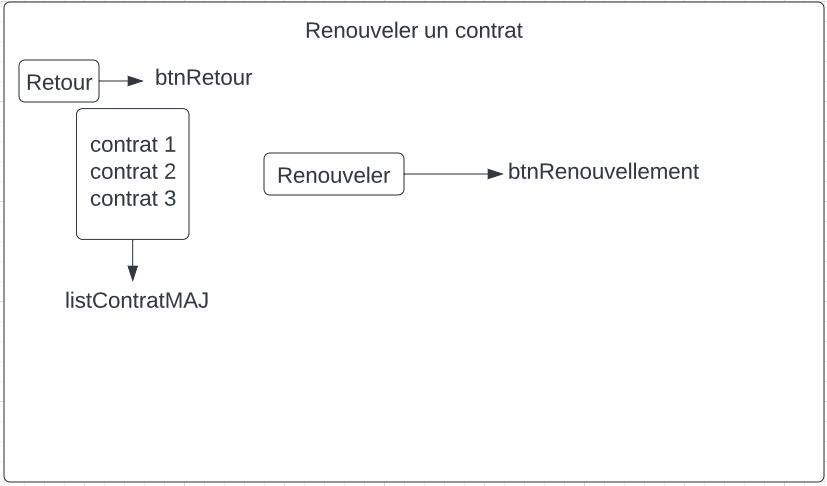 Renouveler un contrat
Retour
btnRetour
contrat 1
contrat 2
contrat 3
Renouveler
btnRenouvellement
listContratMAJ